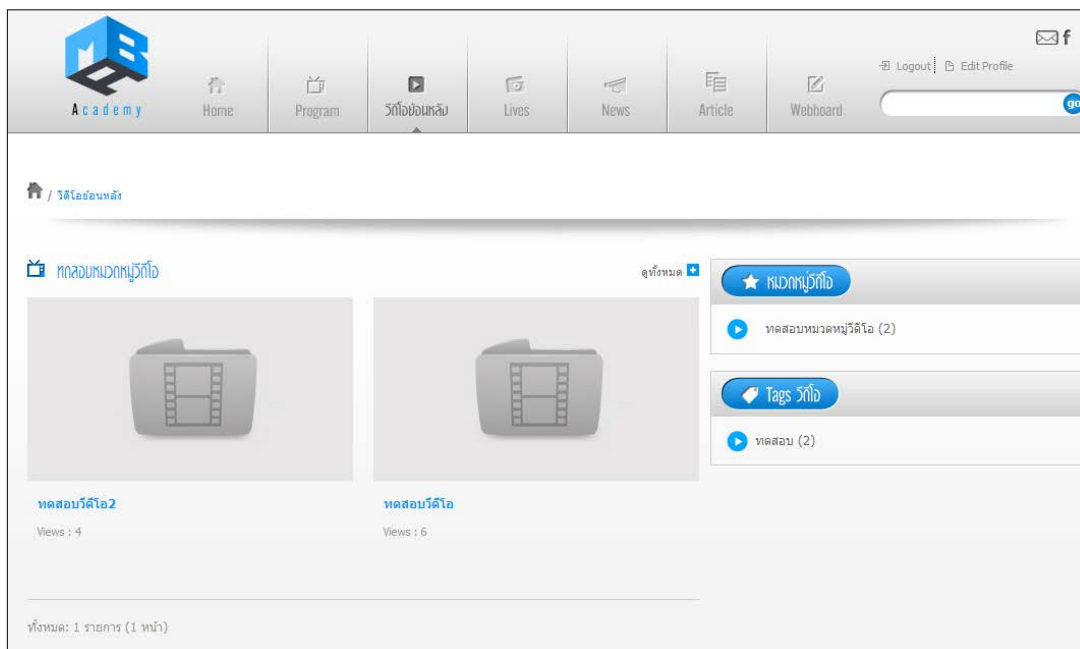 MBA
Academy
Home
Program
วีดีโอย้อนหลัง
Lives
News
Article
Webboard
Logout
Edit Profile
go
/ วีดีโอย้อนหลัง
ทดสอบหมวดหมู่วีดีโอ
ดูทั้งหมด
ทดสอบวีดีโอ2
Views : 4
ทดสอบวีดีโอ
Views : 6
ทั้งหมด: 1 รายการ (1 หน้า)
หมวดหมู่วีดีโอ
ทดสอบหมวดหมู่วีดีโอ (2)
Tags วีดีโอ
ทดสอบ (2)